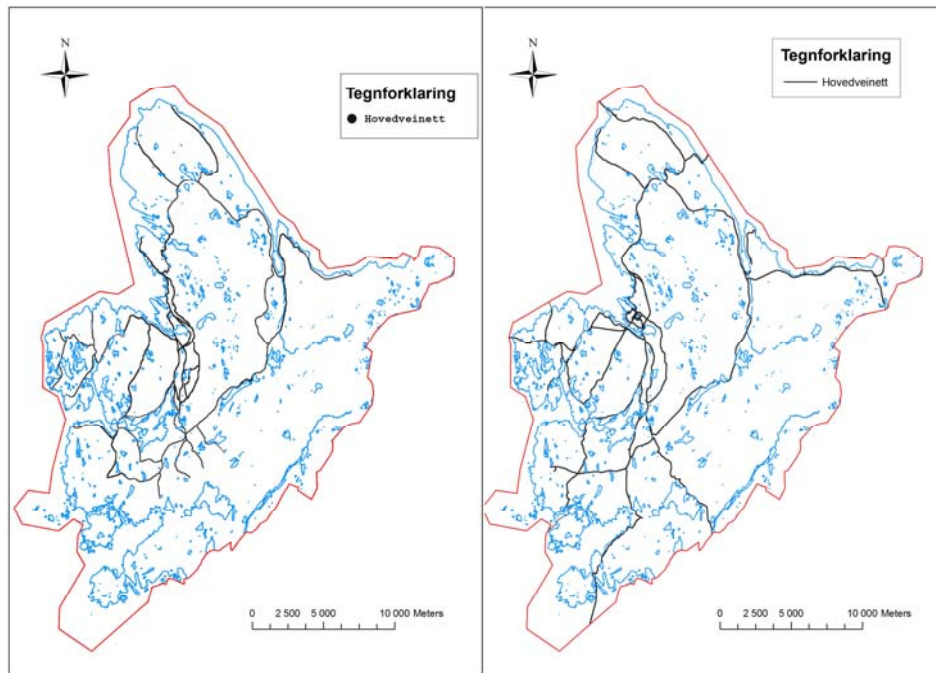 N
Tegnforklaring
Hovedveinett
0 2 500 5 000 10 000 Meters
N
Tegnforklaring
Hovedveinett
0 2 500 5 000 10 000 Meters